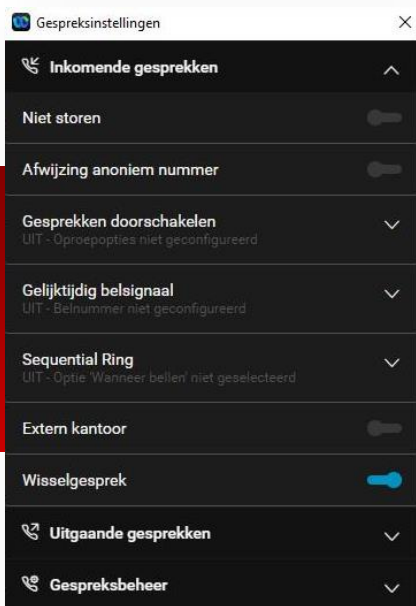 Gespreksinstellingen
Inkomende gesprekken
Niet storen
Afwijzing anoniem nummer
Gesprekken doorschakelen
UIT - Oproepopties niet geconfigureerd
Gelijktijdig belsignaal
UIT - Belnummer niet geconfigureerd
Sequential Ring
UIT - Optie 'Wanneer bellen' niet geselecteerd
Extern kantoor
Wisselgesprek
Uitgaande gesprekken
Gespreksbeheer